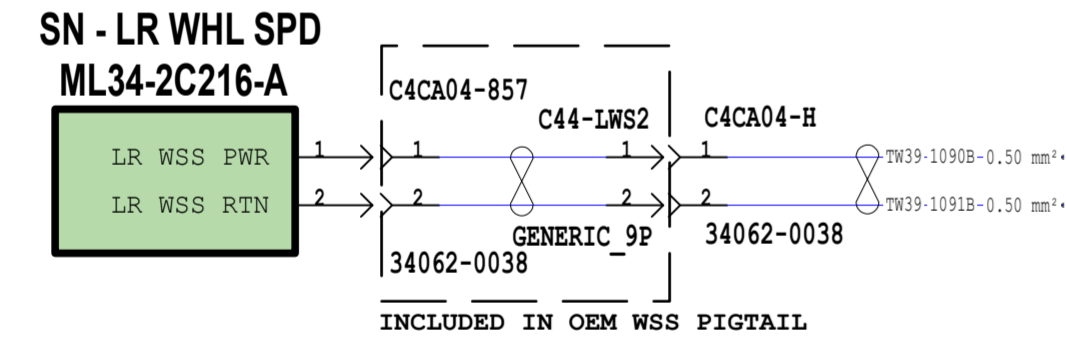 SN - LR WHL SPD
ML34-2C216-A
LR WSS PWR
LR WSS RTN
1
2
C4CA04-857
1
2
34062-0038
C44-LWS2
1
2
GENERIC_9P
C4CA04-H
1
2
34062-0038
TW39-1090B-0.50 mm²
TW39-1091B-0.50 mm²
INCLUDED IN OEM WSS PIGTAIL